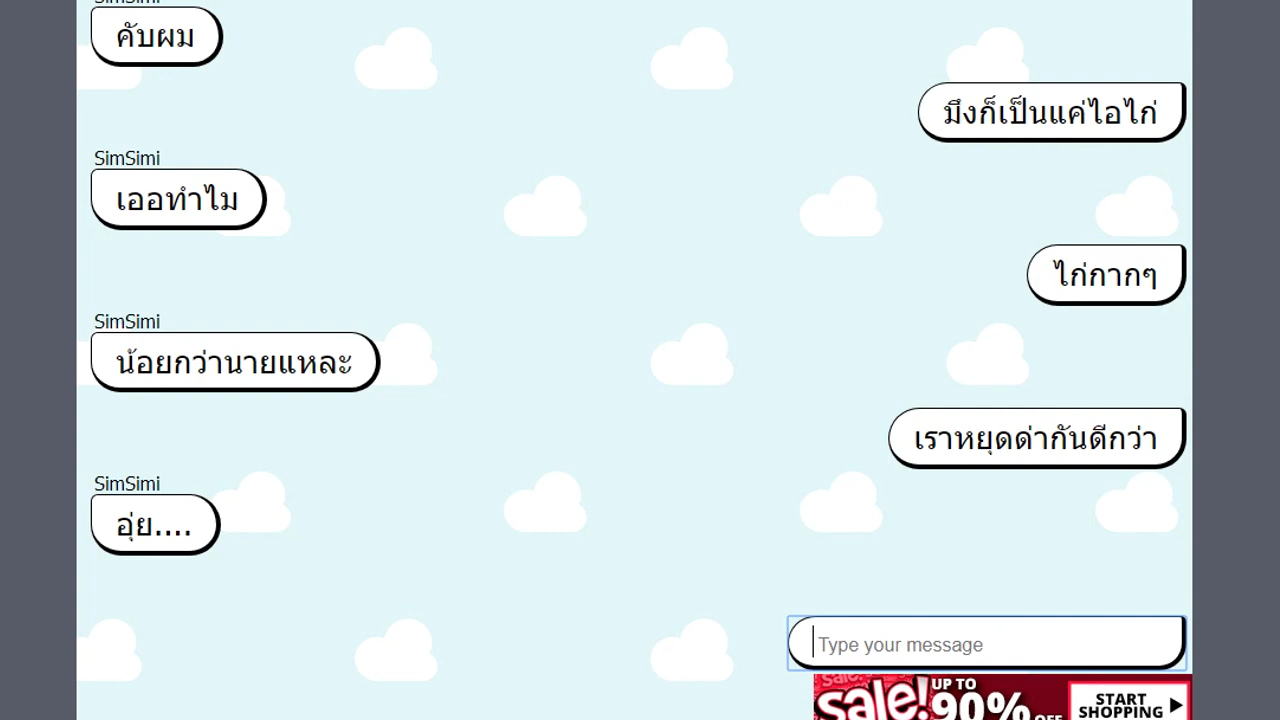 SimSimi
คับผม
มึงก็เป็นแค่ไอไก่
SimSimi
เออทำไม
ไก่กากๆ
SimSimi
น้อยกว่านายแหละ
เราหยุดด่ากันดีกว่า
SimSimi
อุ่ย....
Type your message
Sale!
sale! UP TO 90% OFF
START SHOPPING